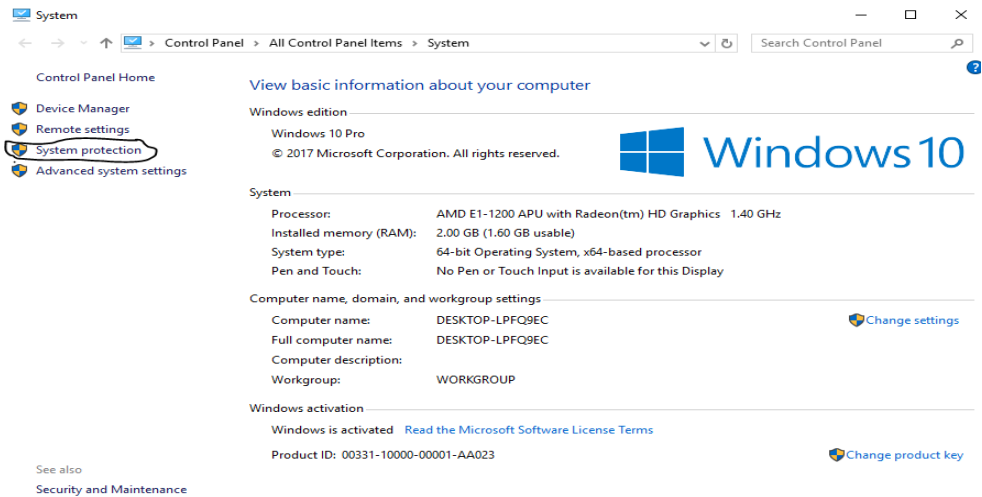 System
Control Panel > All Control Panel Items > System
Search Control Panel
?
Control Panel Home
Device Manager
Remote settings
System protection
Advanced system settings
See also
Security and Maintenance
View basic information about your computer
Windows edition
Windows 10 Pro
© 2017 Microsoft Corporation. All rights reserved.
Windows 10
System
Processor: AMD E1-1200 APU with Radeon(tm) HD Graphics 1.40 GHz
Installed memory (RAM): 2.00 GB (1.60 GB usable)
System type: 64-bit Operating System, x64-based processor
Pen and Touch: No Pen or Touch Input is available for this Display
Computer name, domain, and workgroup settings
Computer name: DESKTOP-LPFQ9EC
Change settings
Full computer name: DESKTOP-LPFQ9EC
Computer description:
Workgroup: WORKGROUP
Windows activation
Windows is activated Read the Microsoft Software License Terms
Product ID: 00331-10000-00001-AA023
Change product key